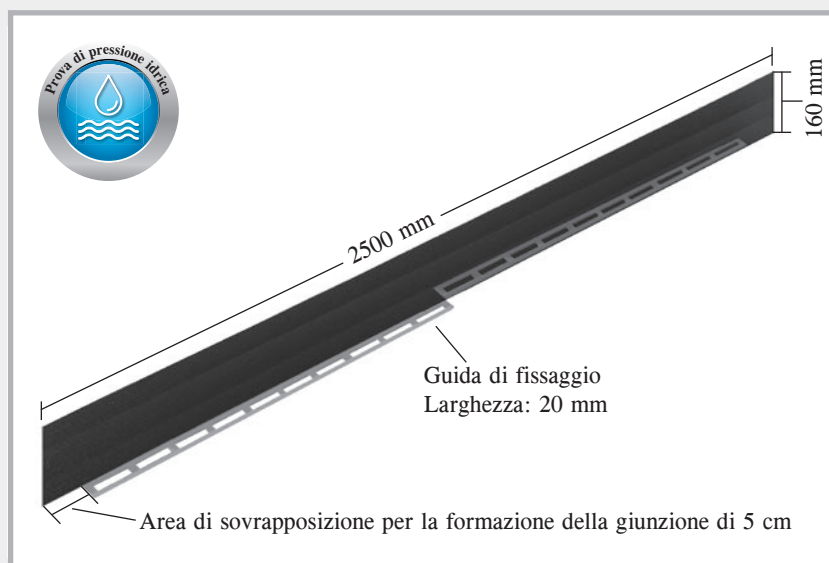 Prova di pressione idrica
160 mm
2500 mm
Guida di fissaggio
Larghezza: 20 mm
Area di sovrapposizione per la formazione della giunzione di 5 cm